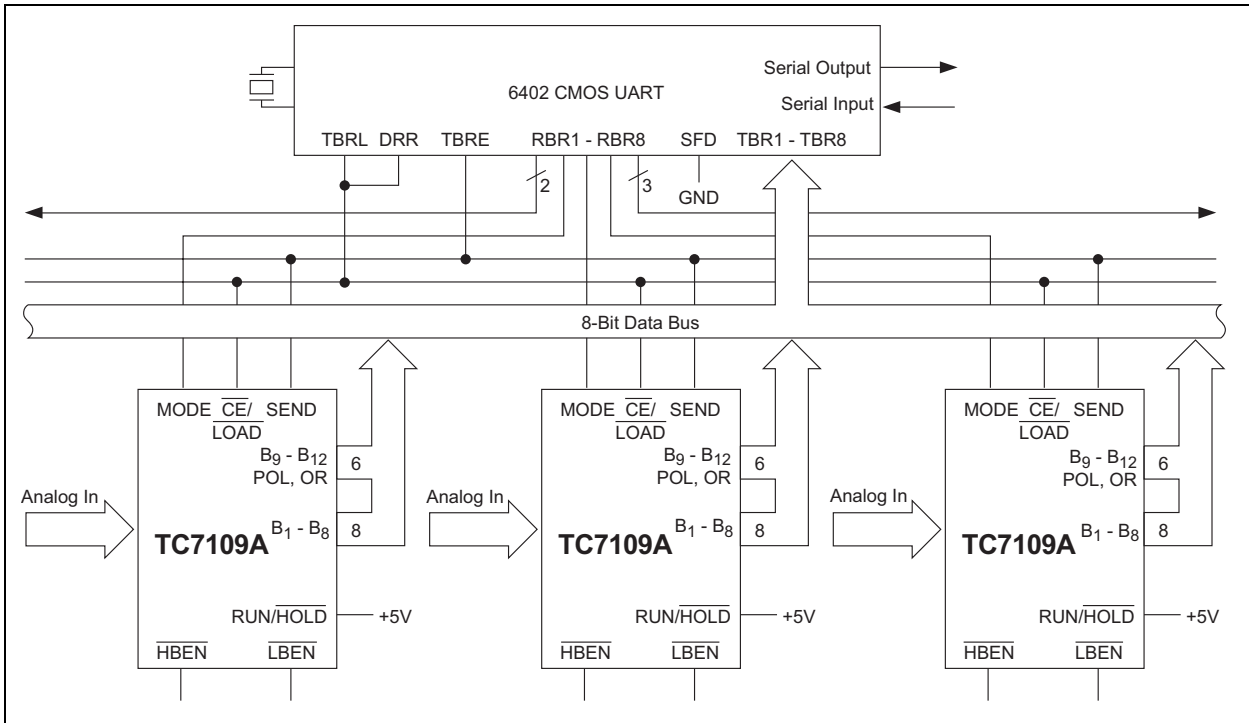 Serial Output
6402 CMOS UART
Serial Input
TBRL DRR TBRE RBR1 - RBR8 SFD TBR1 - TBR8
2 3
GND
8-Bit Data Bus
MODE CE/ SEND MODE CE/ SEND MODE CE/ SEND
LOAD LOAD LOAD
B9 - B12 6 B9 - B12 6 B9 - B12 6
POL, OR POL, OR POL, OR
Analog In Analog In Analog In
B1 - B8 8 B1 - B8 8 B1 - B8 8
TC7109A TC7109A TC7109A
RUN/HOLD +5V RUN/HOLD +5V RUN/HOLD +5V
HBEN LBEN HBEN LBEN HBEN LBEN